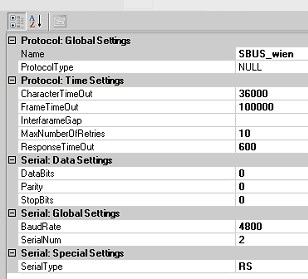 Protocol: Global Settings
Name SBUS_wien
ProtocolType NULL
Protocol: Time Settings
CharacterTimeOut 36000
FrameTimeOut 100000
InterfarameGap
MaxNumberOfRetries 10
ResponseTimeOut 600
Serial: Data Settings
DataBits 0
Parity 0
StopBits 0
Serial: Global Settings
BaudRate 4800
SerialNum 2
Serial: Special Settings
SerialType RS